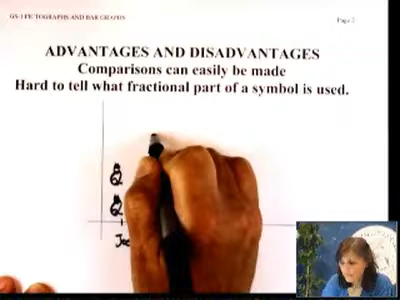 GS-1 PICTOGRAPHS AND BAR GRAPHS
Page 2
ADVANTAGES AND DISADVANTAGES
Comparisons can easily be made
Hard to tell what fractional part of a symbol is used.